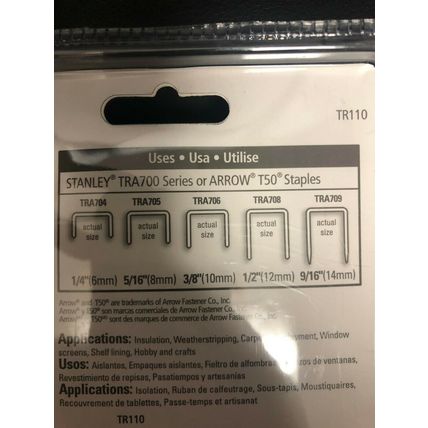 TR110
Uses • Usa • Utilise
STANLEY® TRA700 Series or ARROW® T50® Staples
TRA704 TRA705 TRA706 TRA708 TRA709
actual size actual size actual size actual size actual size
1/4"(6mm) 5/16"(8mm) 3/8"(10mm) 1/2"(12mm) 9/16"(14mm)
Arrow® and T50® are trademarks of Arrow Fastener Co., Inc.
Arrow® y T50® son marcas comerciales de Arrow Fastener Co., Inc.
T50® sont des marques de commerce de Arrow Fastener Co., Inc.
Applications: Insulation, Weatherstripping, Window
screens, Shelf lining, Hobby and crafts
Usos: Aislantes, Empaques aislantes, Fieltro de de ventanas,
Revestimiento de repisas, Pasatiempos y artesanías
Applications: Isolation, Ruban de calfeutrage, Sous-tapis, Moustiquaires,
Recouvrement de tablettes, Passe-temps et artisanat
TR110